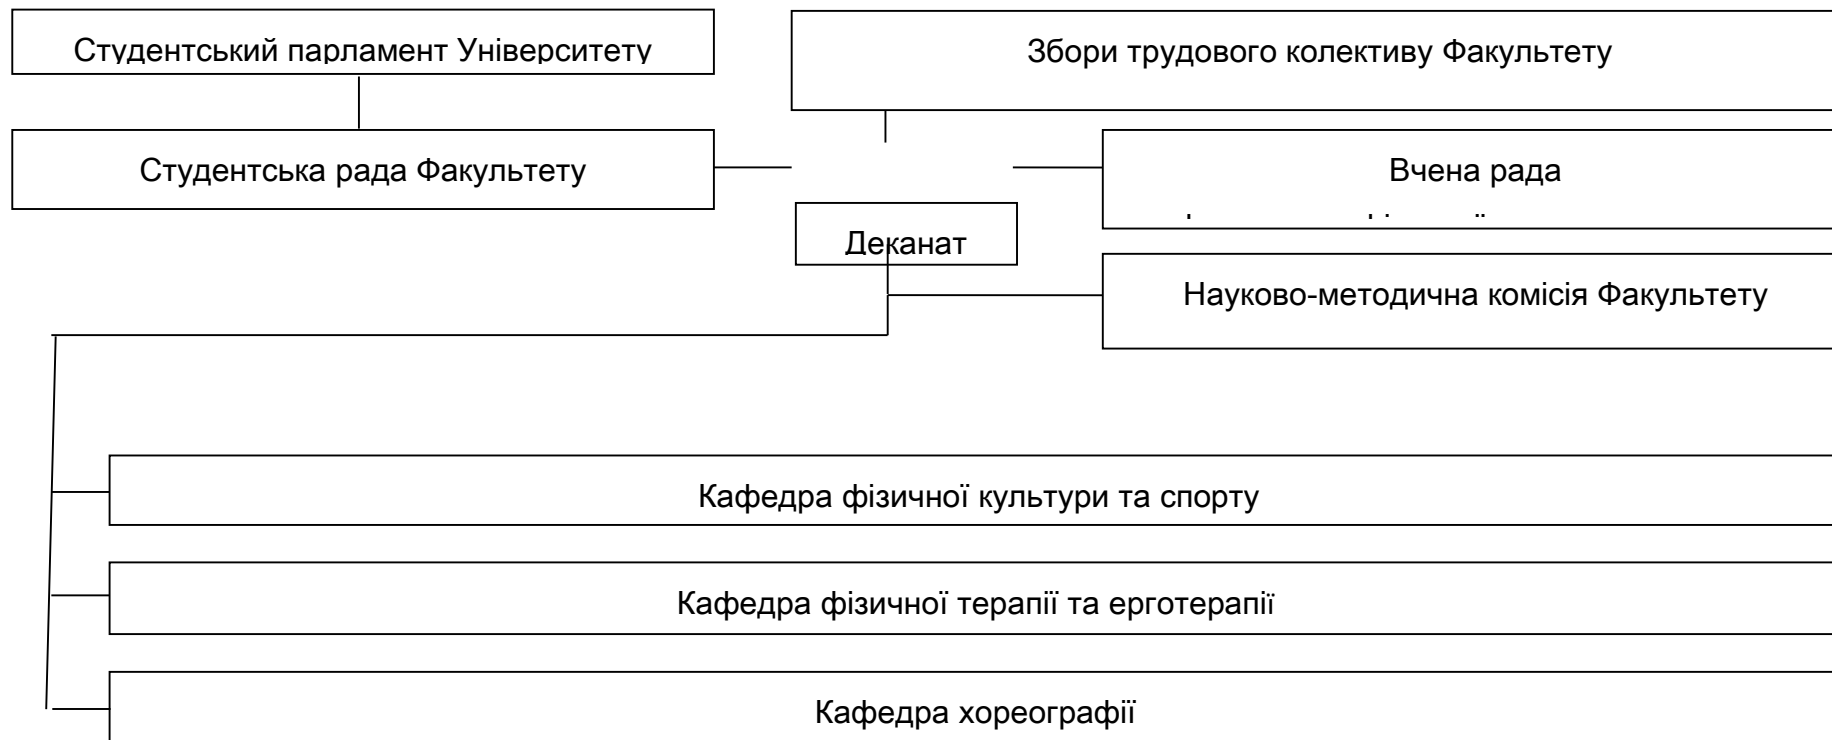 Студентський парламент Університету
Збори трудового колективу Факультету
Студентська рада Факультету
Вчена рада
Деканат
Науково-методична комісія Факультету
Кафедра фізичної культури та спорту
Кафедра фізичної терапії та ерготерапії
Кафедра хореографії